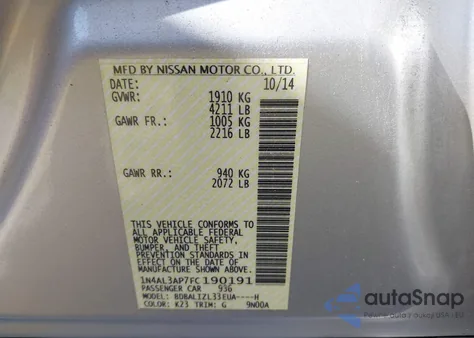 MFD BY NISSAN MOTOR CO., LTD.
DATE: 10/14
GVWR: 1910 KG
4211 LB
GAWR FR.: 1005 KG
2216 LB
GAWR RR.: 940 KG
2072 LB
THIS VEHICLE CONFORMS TO
ALL APPLICABLE FEDERAL
MOTOR VEHICLE SAFETY,
BUMPER, AND THEFT
PREVENTION STANDARDS IN
EFFECT ON THE DATE OF
MANUFACTURE SHOWN ABOVE.
1N4AL3AP7FC190191
PASSENGER CAR 936
MODEL: BDBALIZL33EUA----H
COLOR: K23 TRIM: G 9N00A
autoSnap